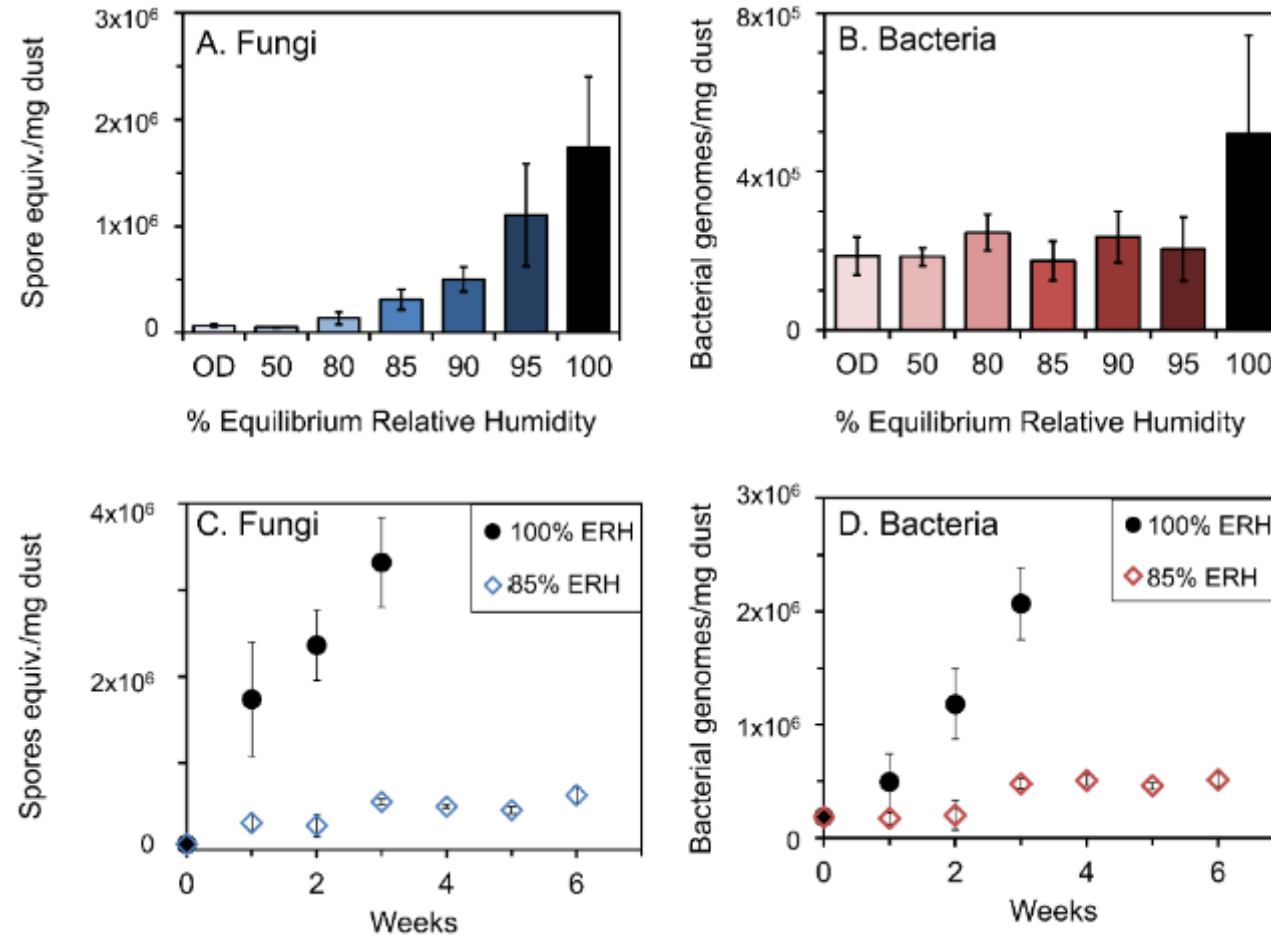 A. Fungi
Spore equiv./mg dust
3x10⁶
2x10⁶
1x10⁶
0
OD 50 80 85 90 95 100
% Equilibrium Relative Humidity
B. Bacteria
Bacterial genomes/mg dust
8x10⁵
4x10⁵
0
OD 50 80 85 90 95 100
% Equilibrium Relative Humidity
C. Fungi
Spores equiv./mg dust
4x10⁶
2x10⁶
0
100% ERH
85% ERH
0 2 4 6
Weeks
D. Bacteria
Bacterial genomes/mg dust
3x10⁶
2x10⁶
1x10⁶
0
100% ERH
85% ERH
0 2 4 6
Weeks